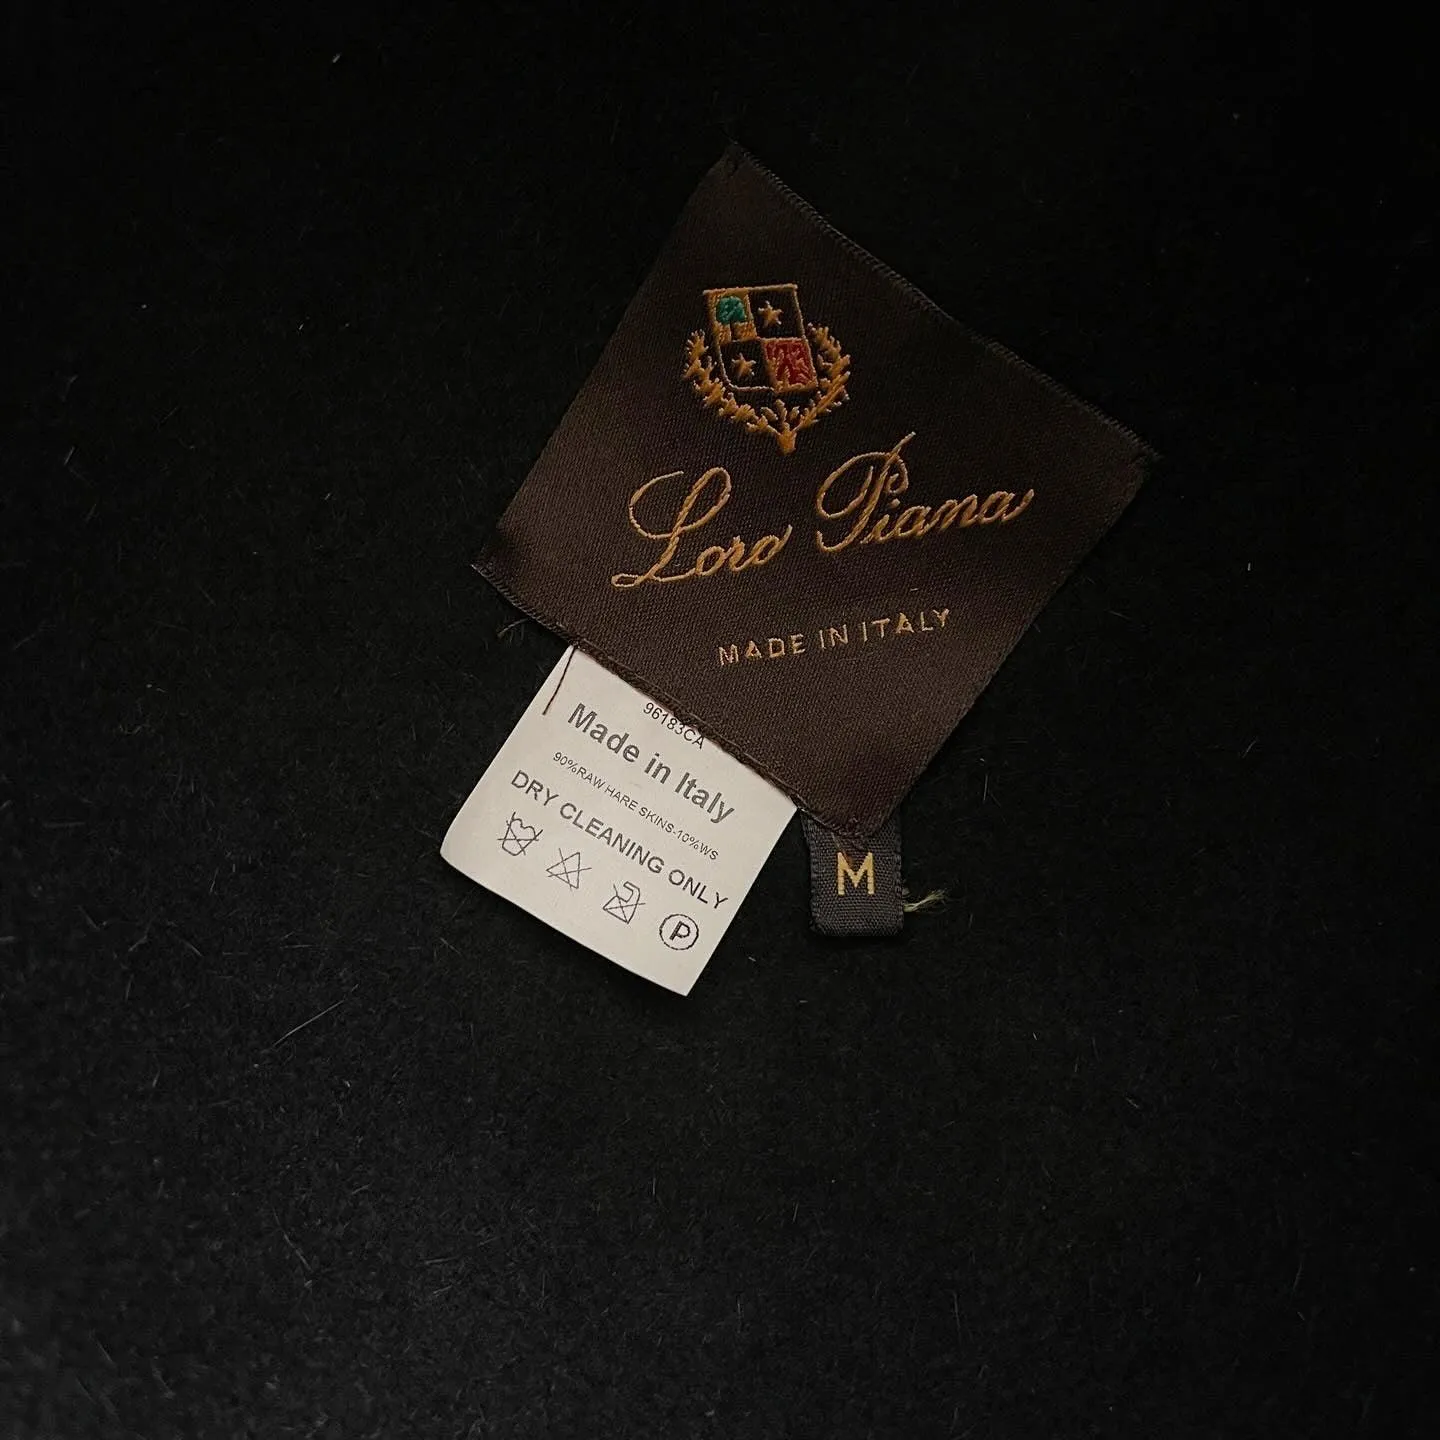 Loro Piana
MADE IN ITALY
96183CA
Made in Italy
90%RAW HARE SKINS-10%WS
DRY CLEANING ONLY
P
M